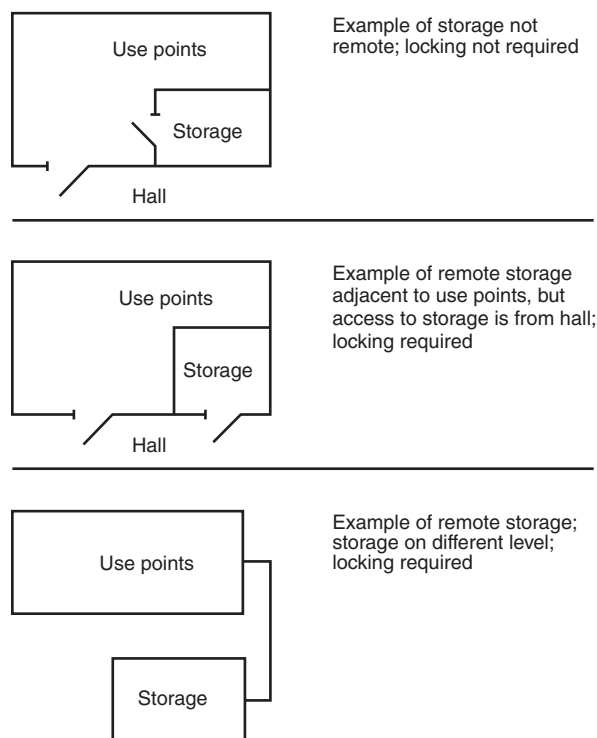 Use points
Storage
Hall
Example of storage not
remote; locking not required
Use points
Storage
Hall
Example of remote storage
adjacent to use points, but
access to storage is from hall;
locking required
Use points
Storage
Example of remote storage;
storage on different level;
locking required